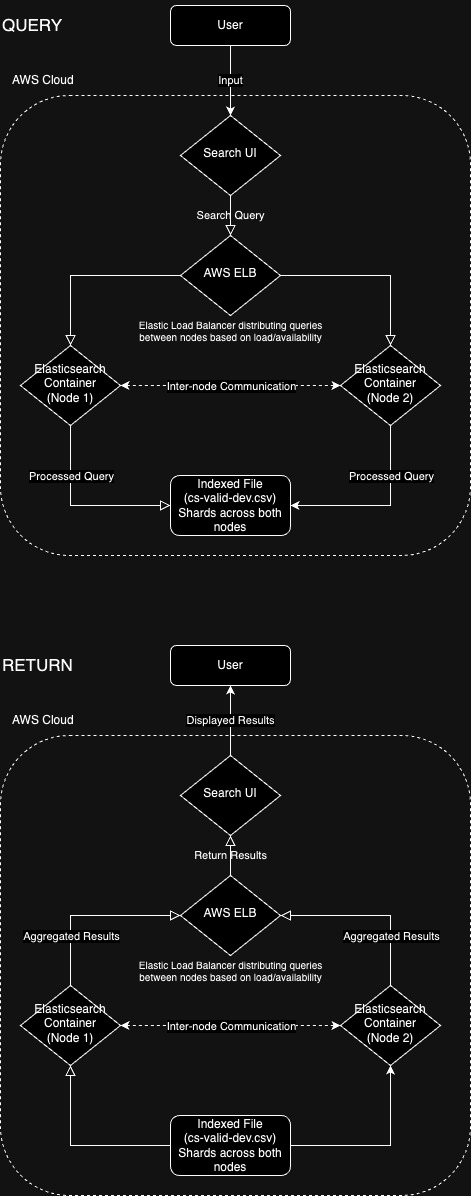 QUERY
User
AWS Cloud
Input
Search UI
Search Query
AWS ELB
Elastic Load Balancer distributing queries
between nodes based on load/availability
Elasticsearch
Container
(Node 1)
Inter-node Communication
Elasticsearch
Container
(Node 2)
Processed Query
Processed Query
Indexed File
(cs-valid-dev.csv)
Shards across both
nodes
RETURN
User
AWS Cloud
Displayed Results
Search UI
Return Results
AWS ELB
Aggregated Results
Aggregated Results
Elastic Load Balancer distributing queries
between nodes based on load/availability
Elasticsearch
Container
(Node 1)
Inter-node Communication
Elasticsearch
Container
(Node 2)
Indexed File
(cs-valid-dev.csv)
Shards across both
nodes